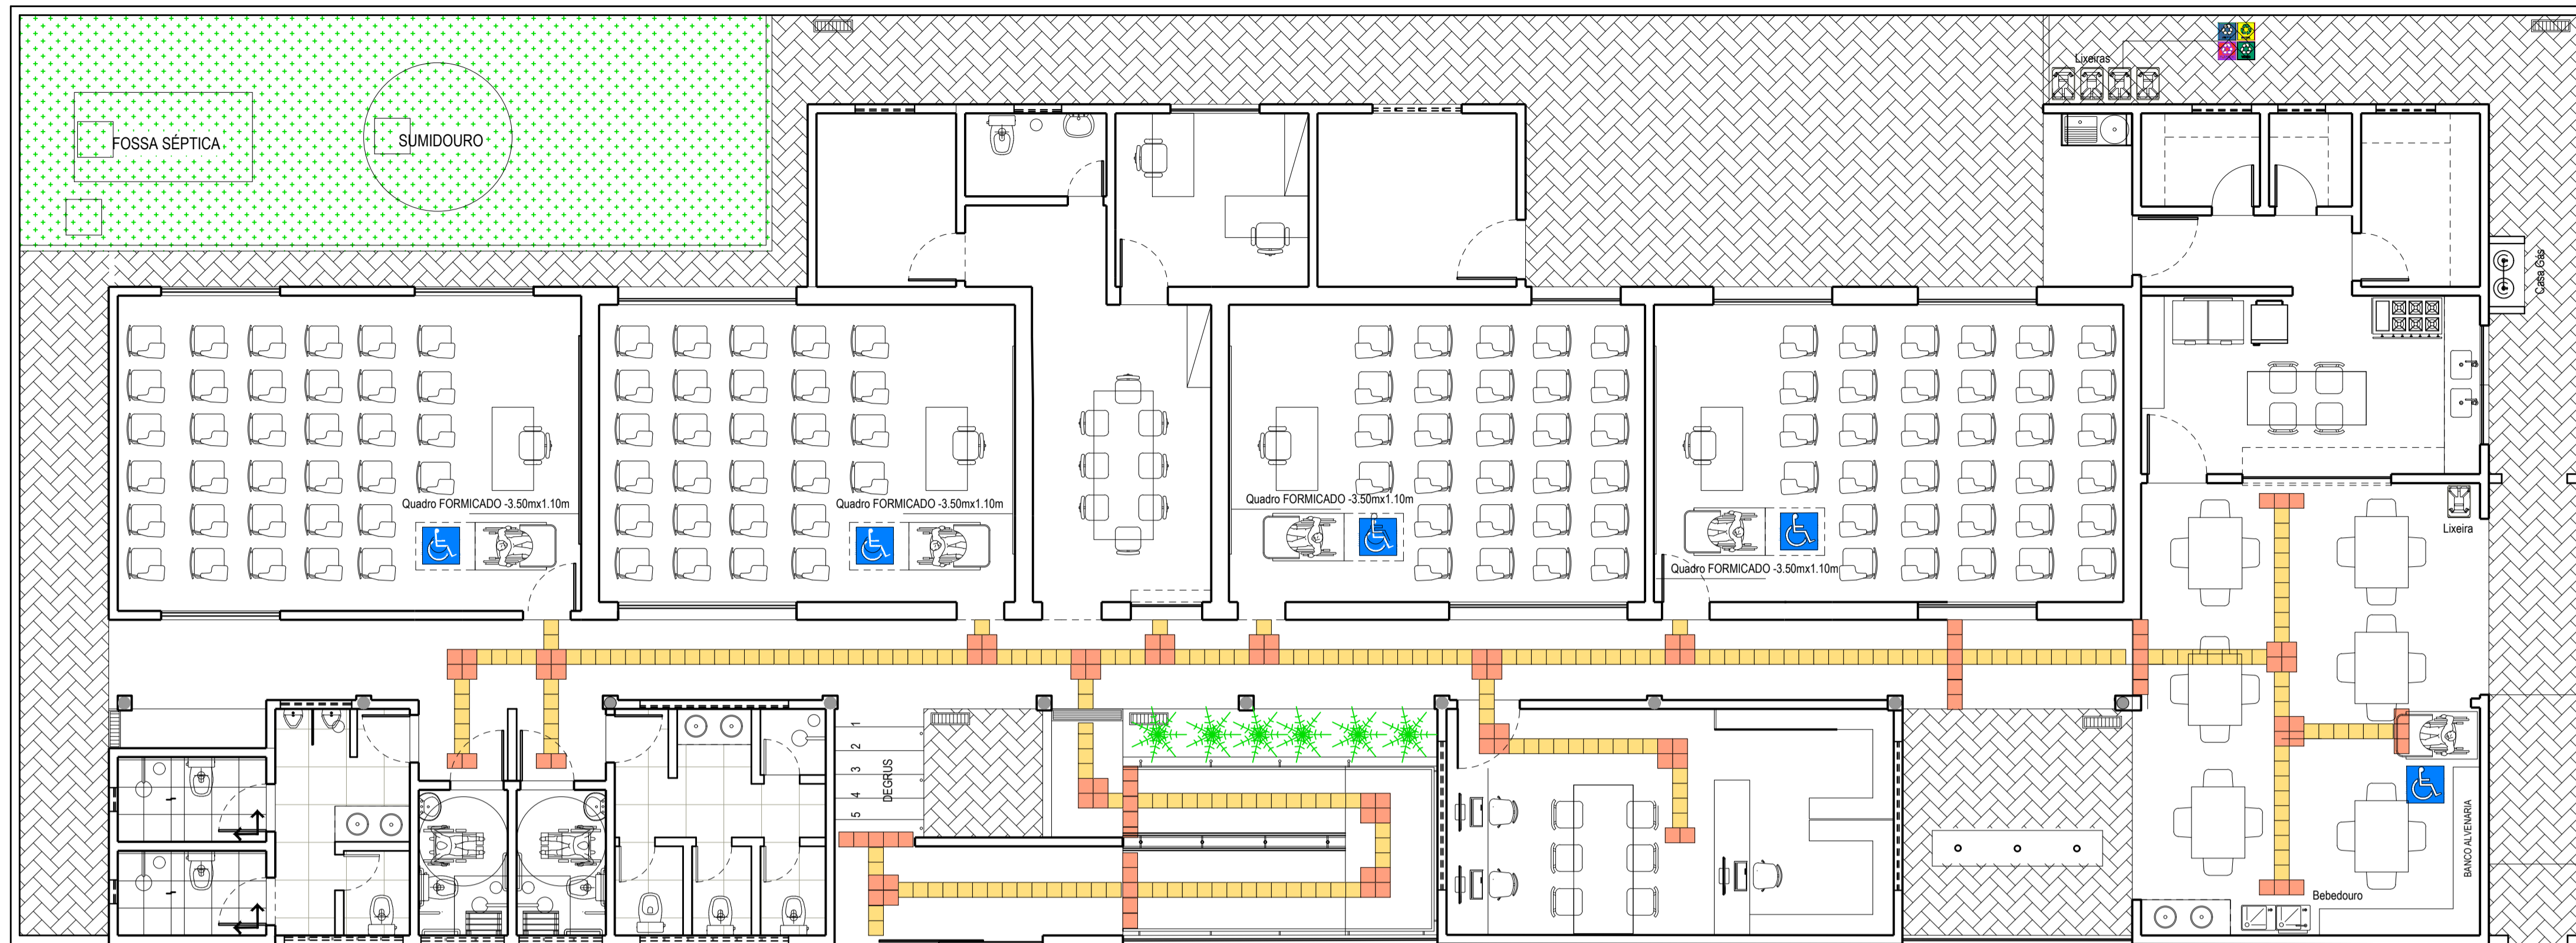 Lixeiras
FOSSA SÉPTICA
SUMIDOURO
Casa Gás
Quadro FORMICADO -3.50mx1.10m
Quadro FORMICADO -3.50mx1.10m
Quadro FORMICADO -3.50mx1.10m
Quadro FORMICADO -3.50mx1.10m
Lixeira
1
2
3
4
5
DEGRUS
BANCO ALVENARIA
Bebedouro